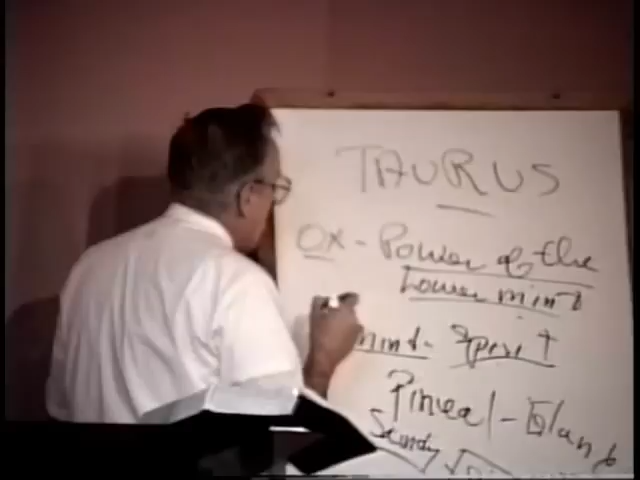 TAURUS
OX - Power of the
Lower mind
mind - Spirit
Pineal - Gland